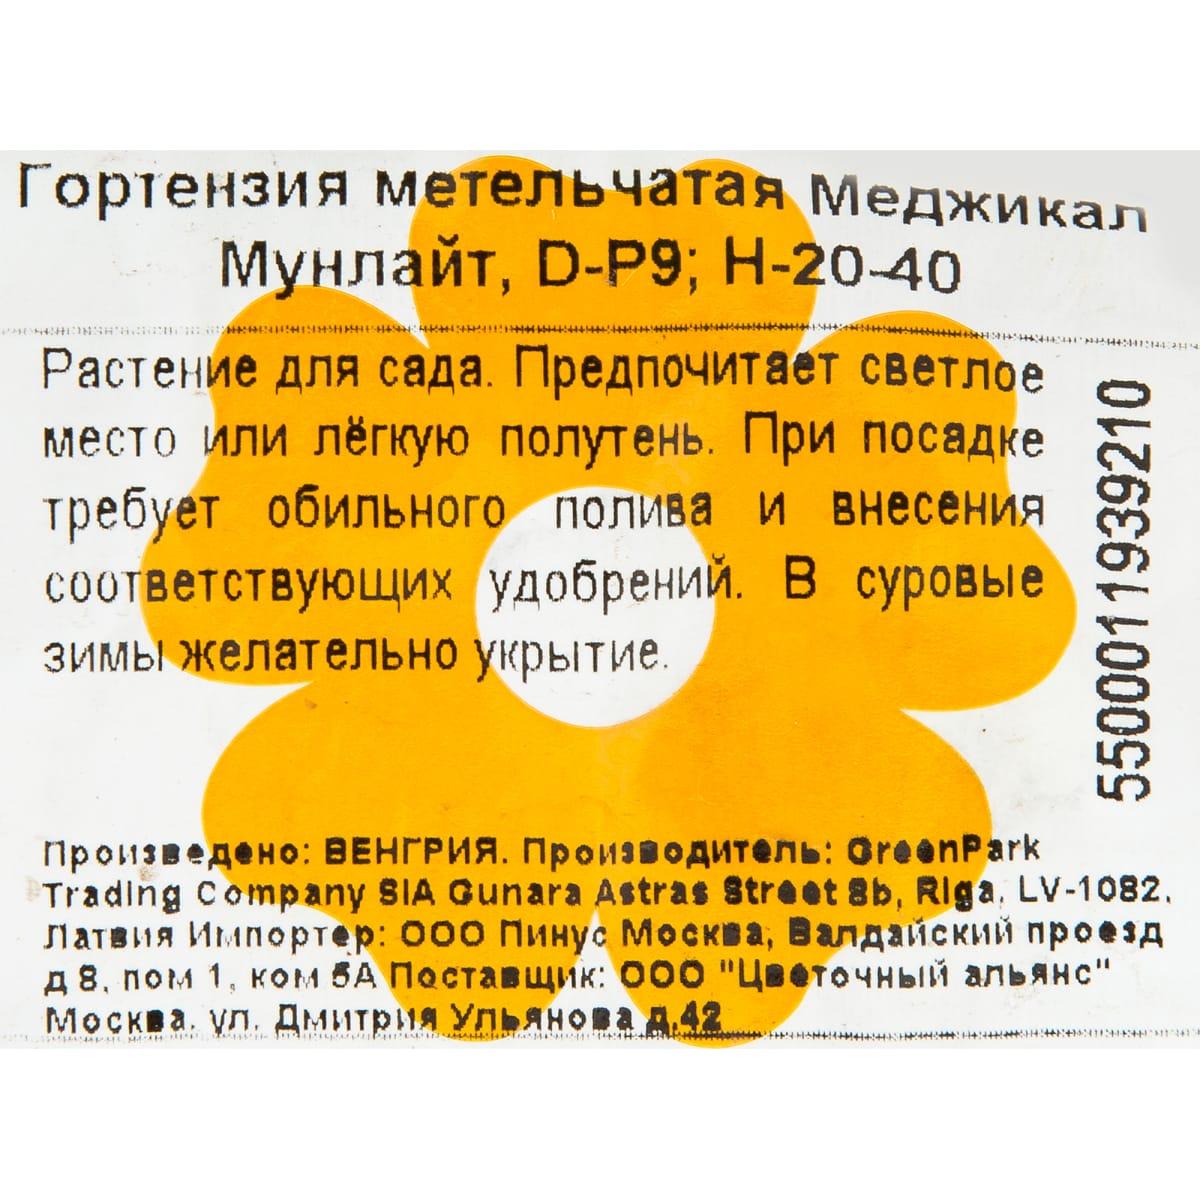 Гортензия метельчатая Меджикал
Мунлайт, D-P9; H-20-40
Растение для сада. Предпочитает светлое
место или лёгкую полутень. При посадке
требует обильного полива и внесения
соответствующих удобрений. В суровые
зимы желательно укрытие.
5500011939210
Произведено: ВЕНГРИЯ. Производитель: GreenPark
Trading Company SIA Gunara Astras Street 8b, Riga, LV-1082,
Латвия Импортер: ООО Пинус Москва, Валдайский проезд
д 8, пом 1, ком 5А Поставщик: ООО "Цветочный альянс"
Москва, ул. Дмитрия Ульянова д.42